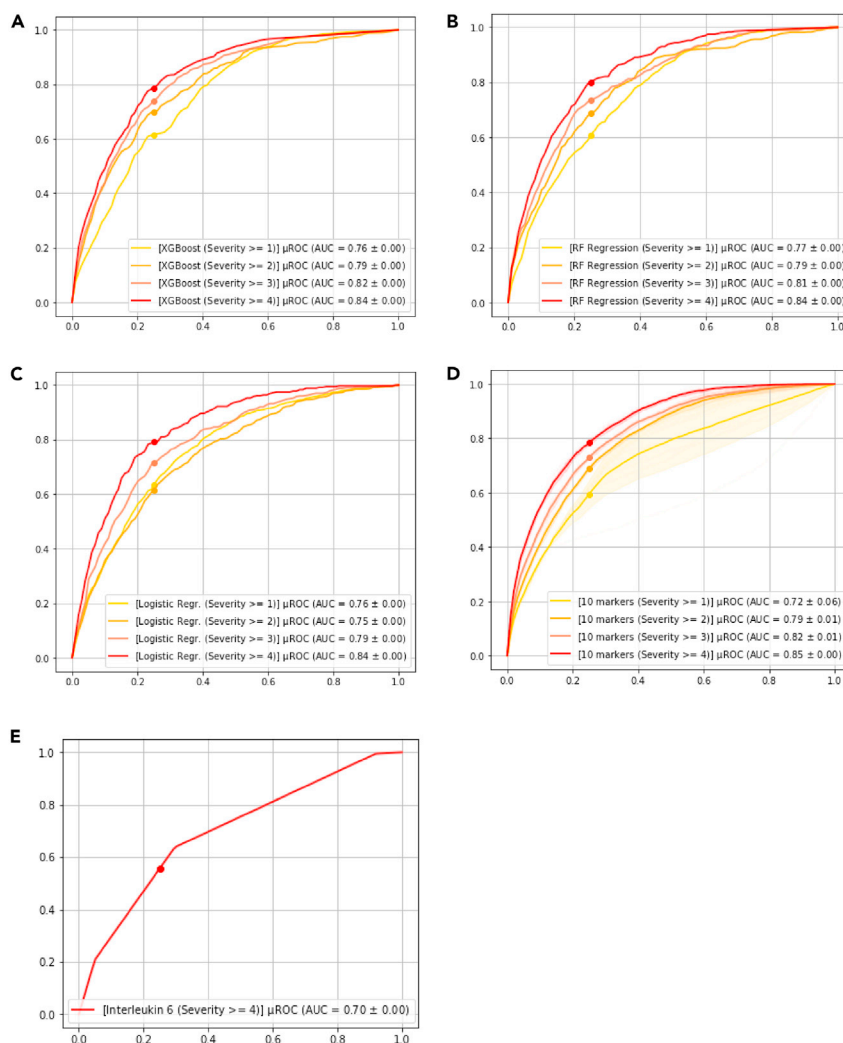 A
1.0
0.8
0.6
0.4
0.2
0.0
[XGBoost (Severity >= 1)] µROC (AUC = 0.76 ± 0.00)
[XGBoost (Severity >= 2)] µROC (AUC = 0.79 ± 0.00)
[XGBoost (Severity >= 3)] µROC (AUC = 0.82 ± 0.00)
[XGBoost (Severity >= 4)] µROC (AUC = 0.84 ± 0.00)
0.0 0.2 0.4 0.6 0.8 1.0
B
1.0
0.8
0.6
0.4
0.2
0.0
[RF Regression (Severity >= 1)] µROC (AUC = 0.77 ± 0.00)
[RF Regression (Severity >= 2)] µROC (AUC = 0.79 ± 0.00)
[RF Regression (Severity >= 3)] µROC (AUC = 0.81 ± 0.00)
[RF Regression (Severity >= 4)] µROC (AUC = 0.84 ± 0.00)
0.0 0.2 0.4 0.6 0.8 1.0
C
1.0
0.8
0.6
0.4
0.2
0.0
[Logistic Regr. (Severity >= 1)] µROC (AUC = 0.76 ± 0.00)
[Logistic Regr. (Severity >= 2)] µROC (AUC = 0.75 ± 0.00)
[Logistic Regr. (Severity >= 3)] µROC (AUC = 0.79 ± 0.00)
[Logistic Regr. (Severity >= 4)] µROC (AUC = 0.84 ± 0.00)
0.0 0.2 0.4 0.6 0.8 1.0
D
1.0
0.8
0.6
0.4
0.2
0.0
[10 markers (Severity >= 1)] µROC (AUC = 0.72 ± 0.06)
[10 markers (Severity >= 2)] µROC (AUC = 0.79 ± 0.01)
[10 markers (Severity >= 3)] µROC (AUC = 0.82 ± 0.01)
[10 markers (Severity >= 4)] µROC (AUC = 0.85 ± 0.00)
0.0 0.2 0.4 0.6 0.8 1.0
E
1.0
0.8
0.6
0.4
0.2
0.0
[Interleukin 6 (Severity >= 4)] µROC (AUC = 0.70 ± 0.00)
0.0 0.2 0.4 0.6 0.8 1.0